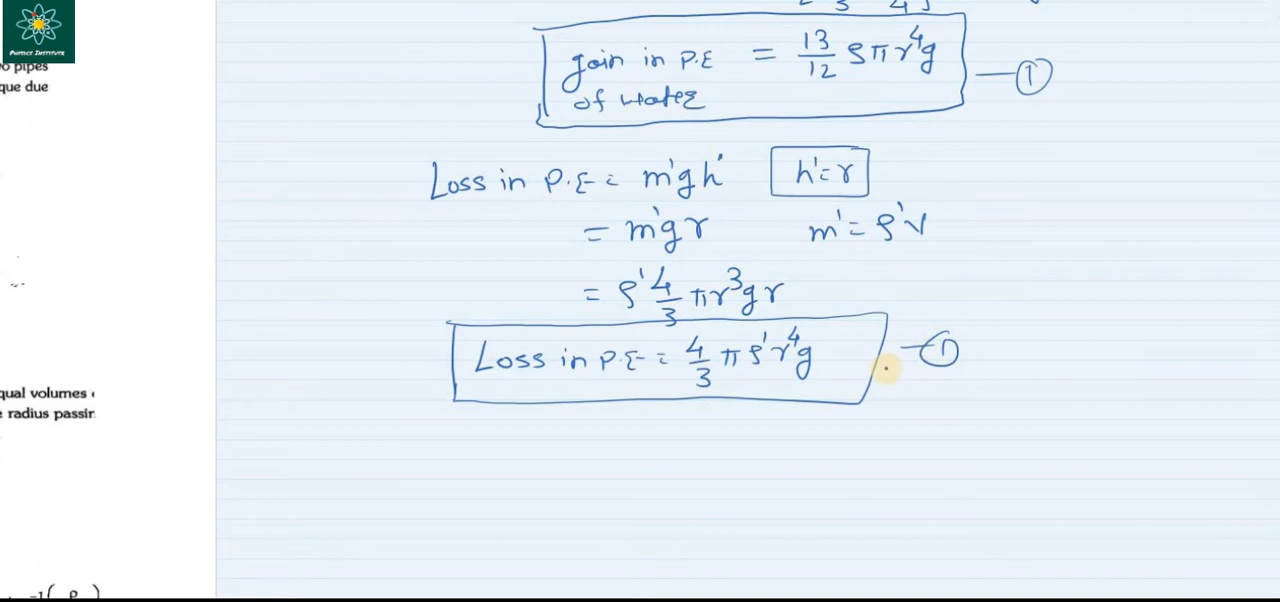 PHYSICS INSTITUTE
o pipes
que due
gain in P.E = 13/12 ρπr⁴g — ①
of water
Loss in P.E = m'gh' h'=r
= m'gr m' = ρ'v
= ρ' 4/3 πr³gr
Loss in P.E = 4/3 πρ'r⁴g — ①
qual volumes
radius passin